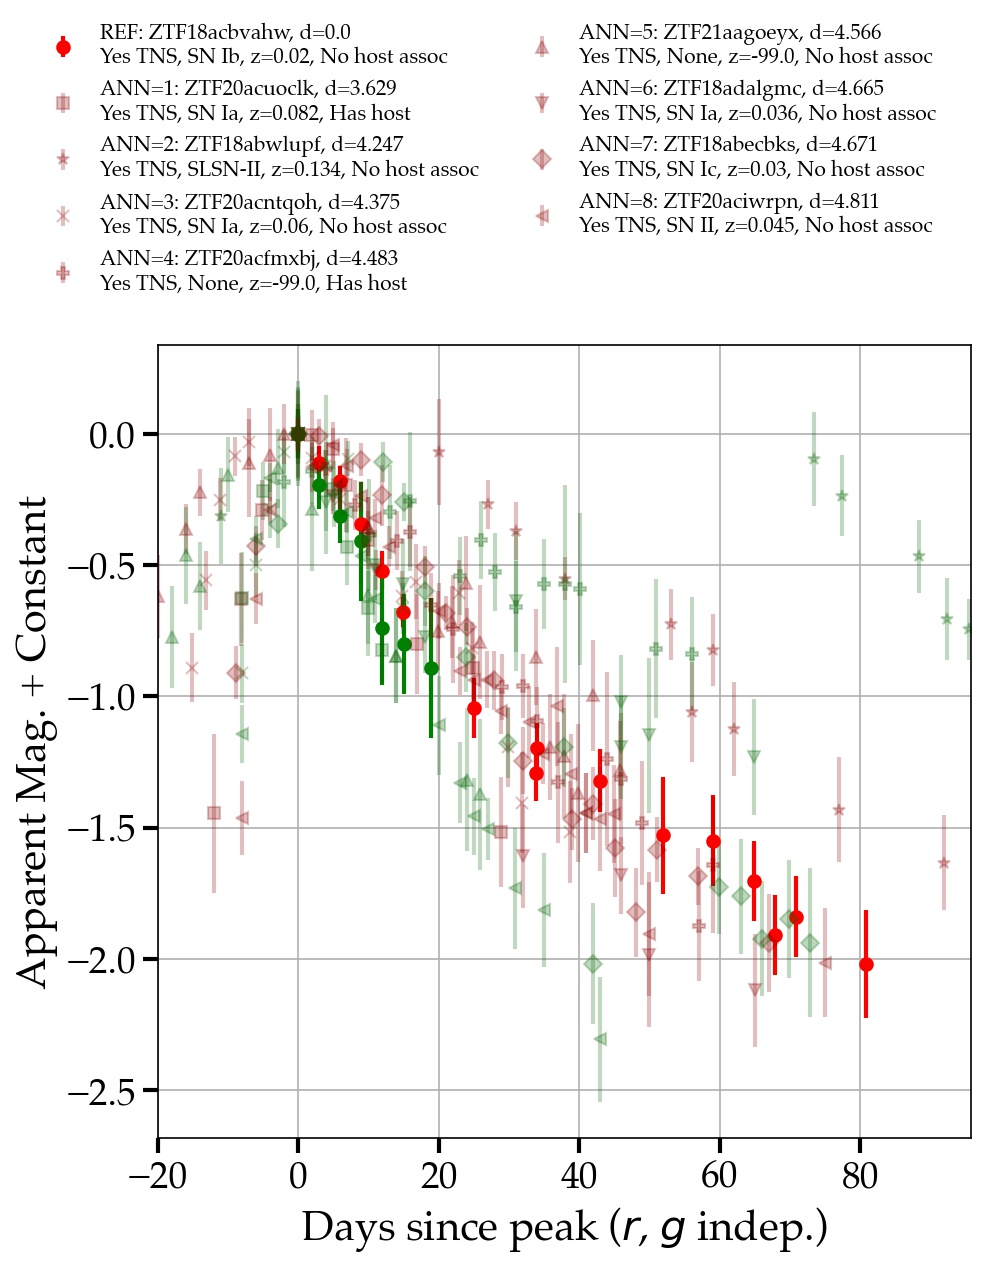 REF: ZTF18acbvahw, d=0.0
Yes TNS, SN Ib, z=0.02, No host assoc
ANN=1: ZTF20acuoclk, d=3.629
Yes TNS, SN Ia, z=0.082, Has host
ANN=2: ZTF18abwlupf, d=4.247
Yes TNS, SLSN-II, z=0.134, No host assoc
ANN=3: ZTF20acntqoh, d=4.375
Yes TNS, SN Ia, z=0.06, No host assoc
ANN=4: ZTF20acfmxbj, d=4.483
Yes TNS, None, z=-99.0, Has host
ANN=5: ZTF21aagoeyx, d=4.566
Yes TNS, None, z=-99.0, No host assoc
ANN=6: ZTF18adalgmc, d=4.665
Yes TNS, SN Ia, z=0.036, No host assoc
ANN=7: ZTF18abecbks, d=4.671
Yes TNS, SN Ic, z=0.03, No host assoc
ANN=8: ZTF20aciwrpn, d=4.811
Yes TNS, SN II, z=0.045, No host assoc
Apparent Mag. + Constant
0.0
−0.5
−1.0
−1.5
−2.0
−2.5
−20 0 20 40 60 80
Days since peak (r, g indep.)